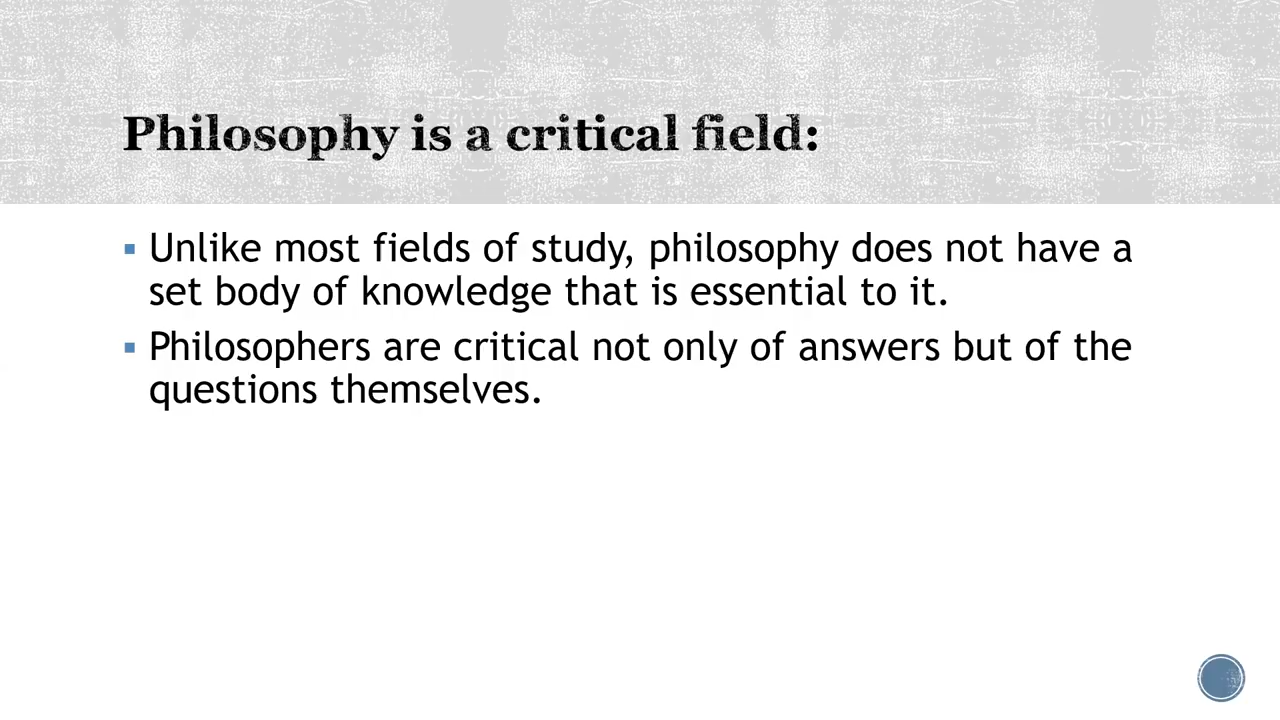 Philosophy is a critical field:
Unlike most fields of study, philosophy does not have a
set body of knowledge that is essential to it.
Philosophers are critical not only of answers but of the
questions themselves.